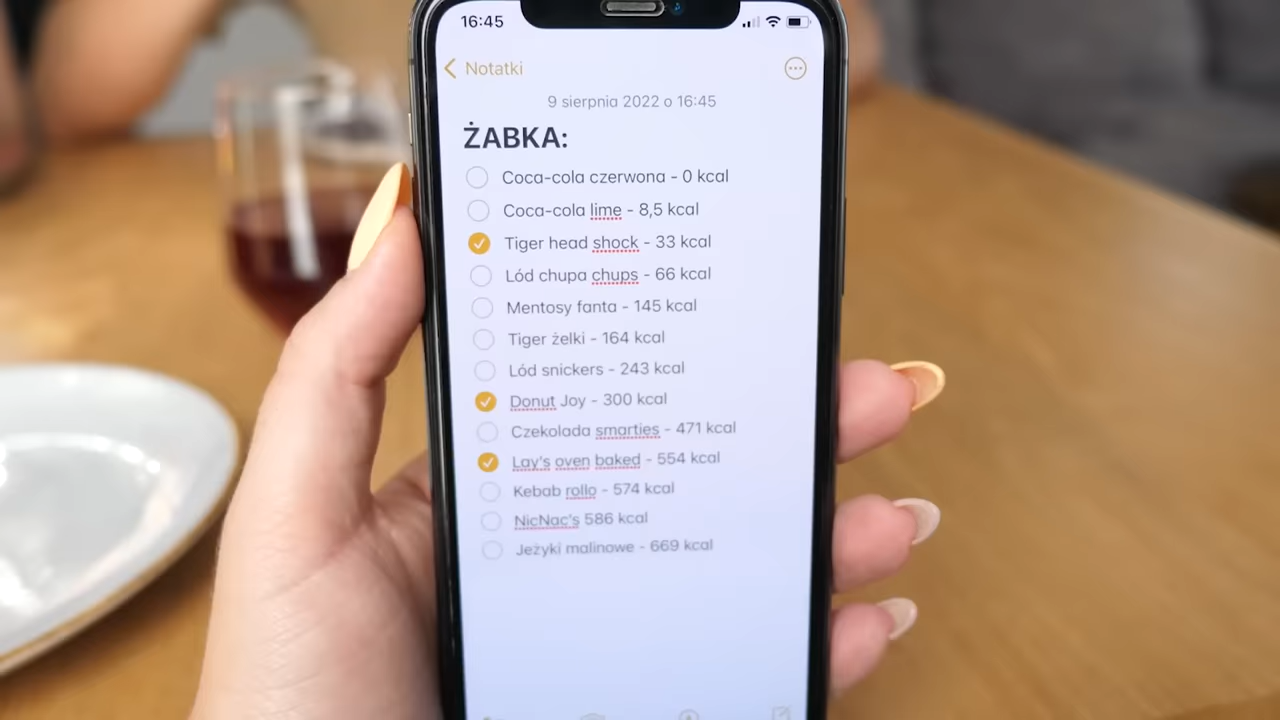 16:45
Notatki
9 sierpnia 2022 o 16:45
ŻABKA:
Coca-cola czerwona - 0 kcal
Coca-cola lime - 8,5 kcal
Tiger head shock - 33 kcal
Lód chupa chups - 66 kcal
Mentosy fanta - 145 kcal
Tiger żelki - 164 kcal
Lód snickers - 243 kcal
Donut Joy - 300 kcal
Czekolada smarties - 471 kcal
Lay's oven baked - 554 kcal
Kebab rollo - 574 kcal
NicNac's 586 kcal
Jeżyki malinowe - 669 kcal